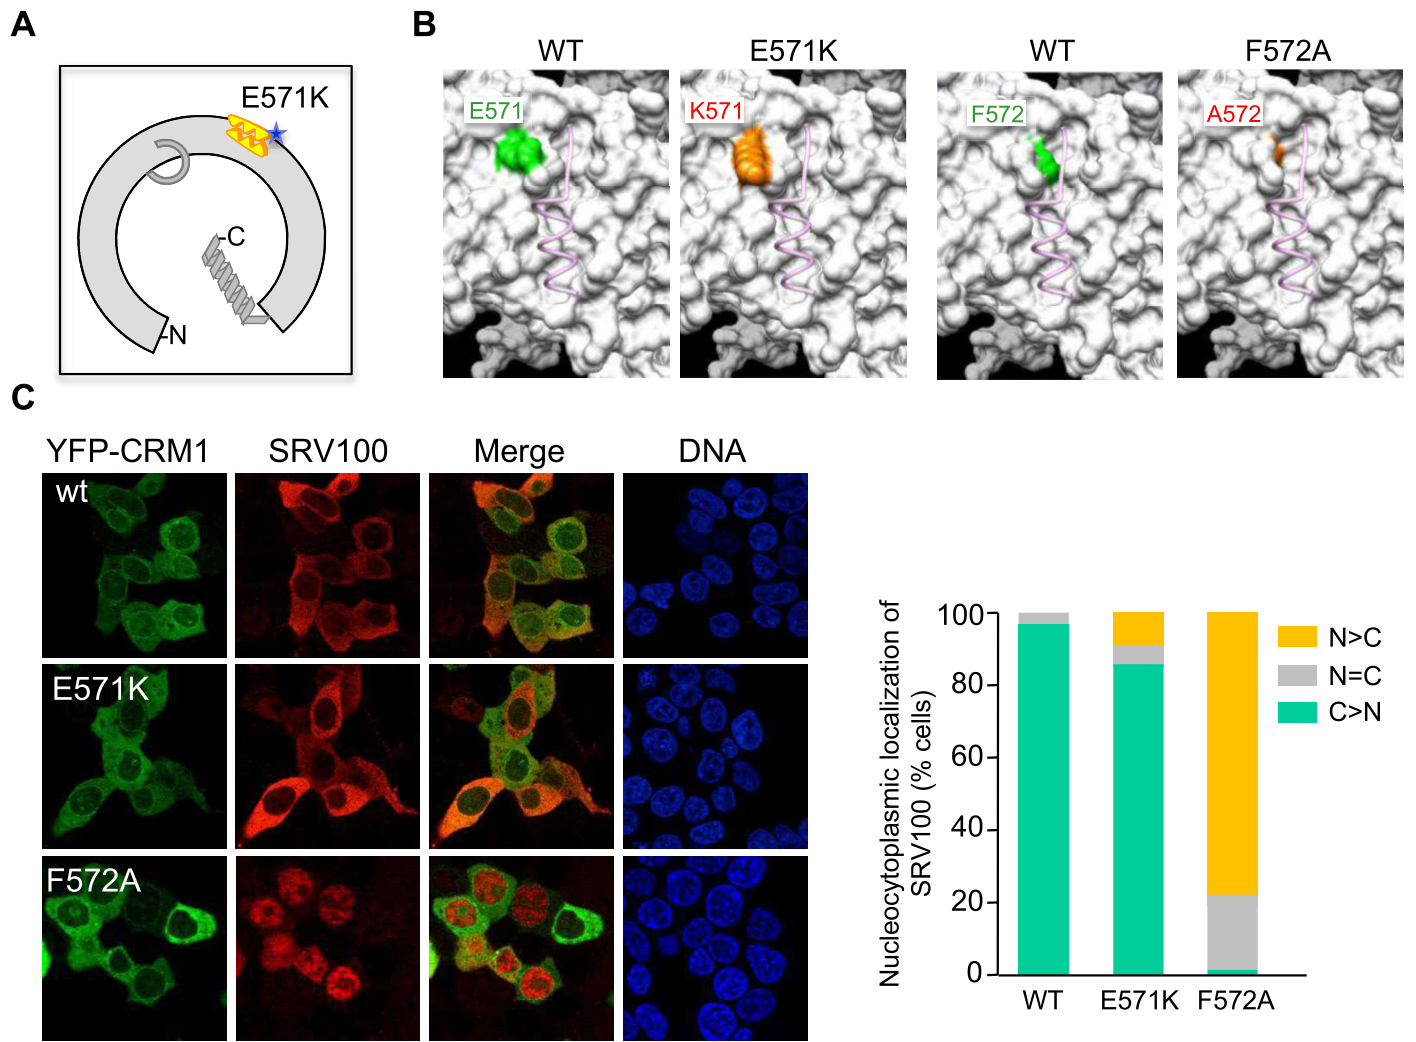 A
E571K
-C
-N
B
WT
E571K
WT
F572A
E571
K571
F572
A572
C
YFP-CRM1
SRV100
Merge
DNA
wt
E571K
F572A
Nucleocytoplasmic localization of
SRV100 (% cells)
100
80
60
40
20
0
WT
E571K
F572A
N>C
N=C
C>N